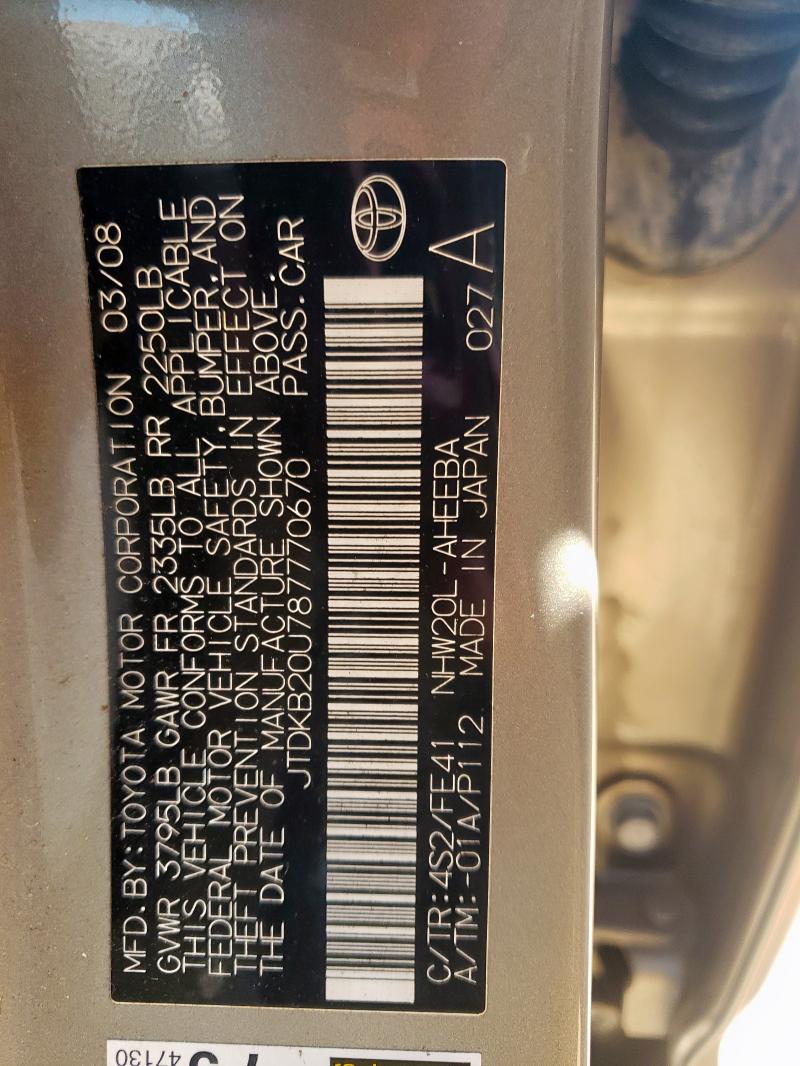 MFD. BY: TOYOTA MOTOR CORPORATION 03/08
GVWR 3795LB GAWR FR 2335LB RR 2250LB
THIS VEHICLE CONFORMS TO ALL APPLICABLE
FEDERAL MOTOR VEHICLE SAFETY, BUMPER, AND
THEFT PREVENTION STANDARDS IN EFFECT ON
THE DATE OF MANUFACTURE SHOWN ABOVE.
JTDKB20U787770670 PASS. CAR
C/TR: 4S2/FE41 NHW20L-AHEEBA
A/TM: -01A/P112 MADE IN JAPAN 027 A
47130